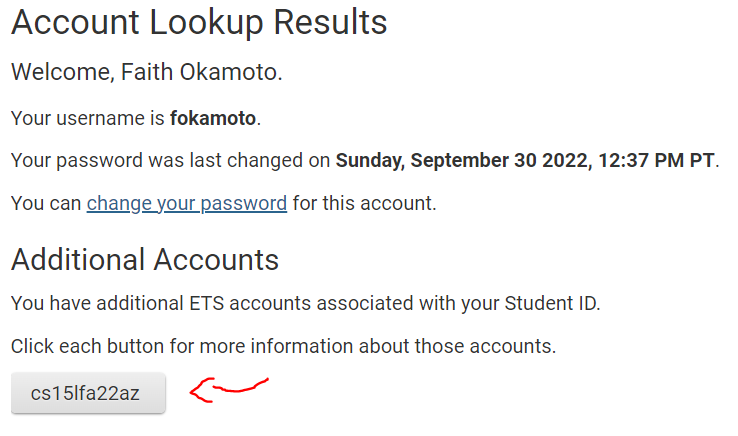 Account Lookup Results
Welcome, Faith Okamoto.
Your username is fokamoto.
Your password was last changed on Sunday, September 30 2022, 12:37 PM PT.
You can change your password for this account.
Additional Accounts
You have additional ETS accounts associated with your Student ID.
Click each button for more information about those accounts.
cs15lfa22az